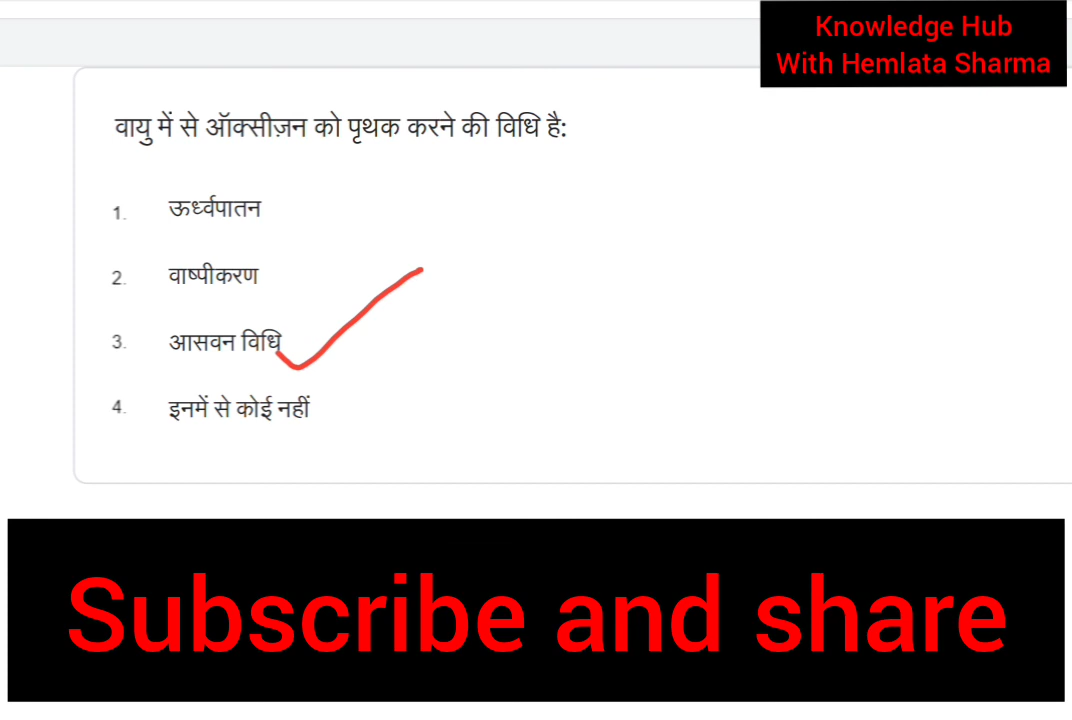 Knowledge Hub
With Hemlata Sharma
वायु में से ऑक्सीज़न को पृथक करने की विधि है:
1. ऊर्ध्वपातन
2. वाष्पीकरण
3. आसवन विधि
4. इनमें से कोई नहीं
Subscribe and share